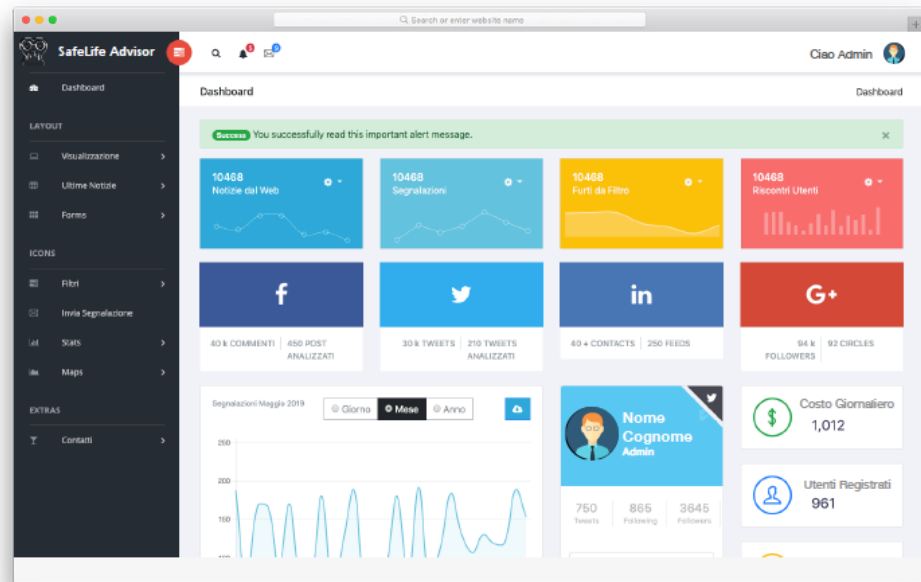 Search or enter website name
SafeLife Advisor
5
9
Ciao Admin
Dashboard
Dashboard
Dashboard
LAYOUT
Visualizzazione
Ultime Notizie
Forms
ICONS
Filtri
Invia Segnalazione
Stats
Maps
EXTRAS
Contatti
Success You successfully read this important alert message.
10468
Notizie dal Web
10468
Segnalazioni
10468
Furti da Filtro
10468
Riscontri Utenti
f
in
G+
40 k COMMENTI
450 POST
ANALIZZATI
30 k TWEETS
210 TWEETS
ANALIZZATI
40 + CONTACTS
250 FEEDS
94 k
FOLLOWERS
92 CIRCLES
Segnalazioni Maggio 2019
Giorno
Mese
Anno
250
200
150
100
Nome
Cognome
Admin
750
Tweets
865
Following
3645
Followers
$
Costo Giornaliero
1,012
Utenti Registrati
961